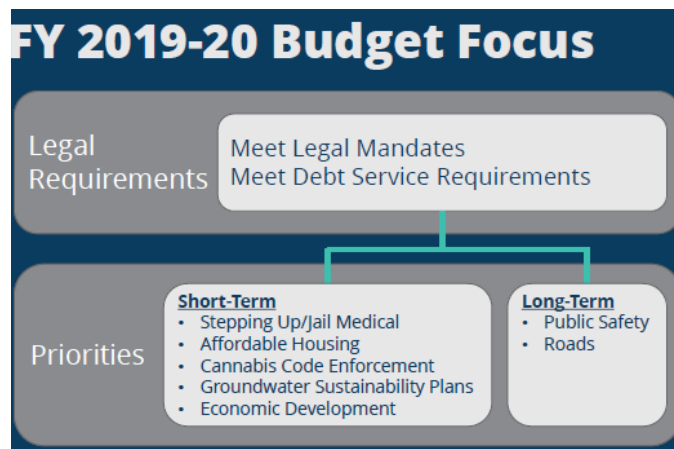 FY 2019-20 Budget Focus
Legal
Requirements
Meet Legal Mandates
Meet Debt Service Requirements
Priorities
Short-Term
• Stepping Up/Jail Medical
• Affordable Housing
• Cannabis Code Enforcement
• Groundwater Sustainability Plans
• Economic Development
Long-Term
• Public Safety
• Roads